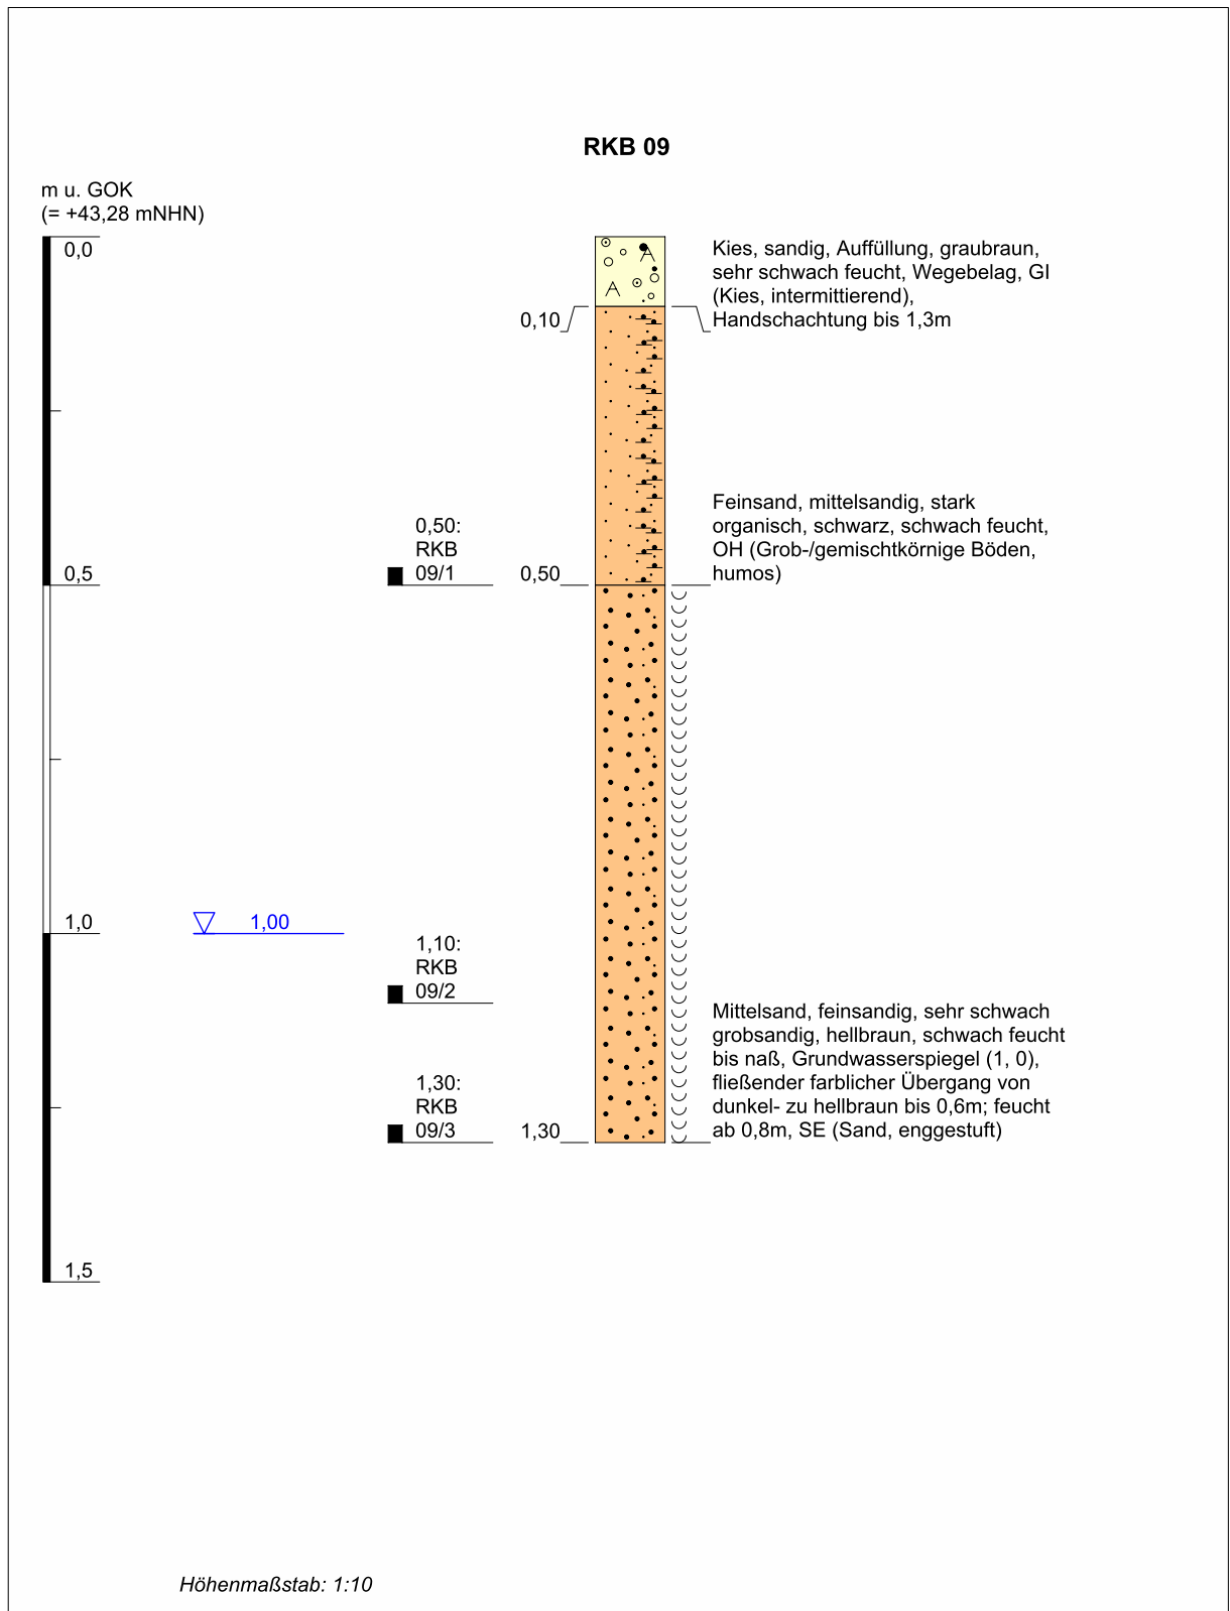 RKB 09
m u. GOK
(= +43,28 mNHN)
0,0
Kies, sandig, Auffüllung, graubraun,
sehr schwach feucht, Wegebelag, GI
(Kies, intermittierend),
Handschachtung bis 1,3m
0,10
A
A
Feinsand, mittelsandig, stark
organisch, schwarz, schwach feucht,
OH (Grob-/gemischtkörnige Böden,
humos)
0,50:
RKB
09/1
0,50
0,5
1,0
1,00
1,10:
RKB
09/2
Mittelsand, feinsandig, sehr schwach
grobsandig, hellbraun, schwach feucht
bis naß, Grundwasserspiegel (1, 0),
fließender farblicher Übergang von
dunkel- zu hellbraun bis 0,6m; feucht
ab 0,8m, SE (Sand, enggestuft)
1,30:
RKB
09/3
1,30
1,5
Höhenmaßstab: 1:10